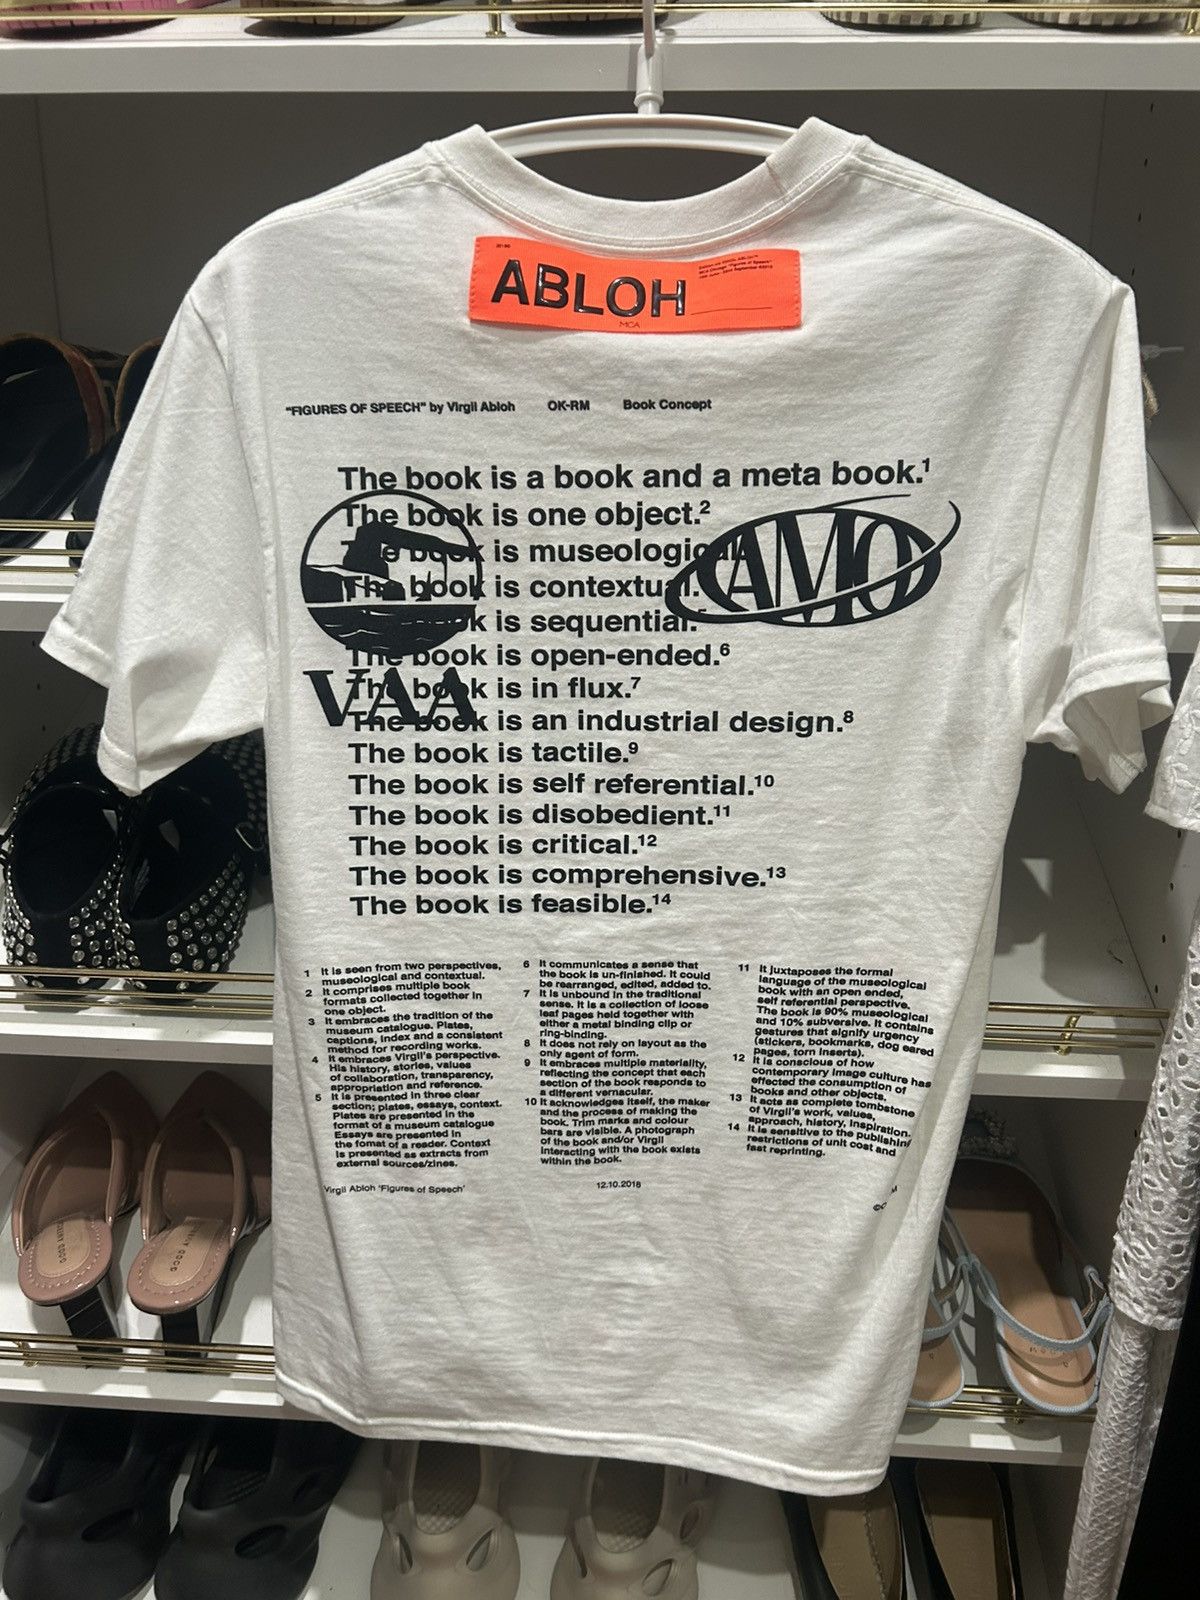 ABLOH
MCA
"FIGURES OF SPEECH" by Virgil Abloh OK-RM Book Concept
The book is a book and a meta book.1
The book is one object.2
The book is museological.
The book is contextual.
book is sequential.5
The book is open-ended.6
The book is in flux.7
The book is an industrial design.8
The book is tactile.9
The book is self referential.10
The book is disobedient.11
The book is critical.12
The book is comprehensive.13
The book is feasible.14
AMO
VAA
1 It is seen from two perspectives,
museological and contextual.
2 It comprises multiple book
formats collected together in
one object.
3 It embraces the tradition of the
museum catalogue. Plates,
captions, index and a consistent
method for recording works.
4 It embraces Virgil's perspective.
His history, stories, values
of collaboration, transparency,
appropriation and reference.
5 It is presented in three clear
section; plates, essays, context.
Plates are presented in the
format of a museum catalogue
Essays are presented in
the fomat of a reader. Context
is presented as extracts from
external sources/zines.
6 It communicates a sense that
the book is un-finished. It could
be rearranged, edited, added to.
7 It is unbound in the traditional
sense. It is a collection of loose
leaf pages held together with
either a metal binding clip or
ring-binding.
8 It does not rely on layout as the
only agent of form.
9 It embraces multiple materiality,
reflecting the concept that each
section of the book responds to
a different vernacular.
10 It acknowledges itself, the maker
and the process of making the
book. Trim marks and colour
bars are visible. A photograph
of the book and/or Virgil
interacting with the book exists
within the book.
11 It juxtaposes the formal
language of the museological
book with an open ended,
self referential perspective.
The book is 90% museological
and 10% subversive. It contains
gestures that signify urgency
(stickers, bookmarks, dog eared
pages, torn inserts).
12 It is conscious of how
contemporary image culture has
effected the consumption of
books and other objects.
13 It acts as complete tombstone
of Virgil's work, values,
approach, history, inspiration.
14 It is sensitive to the publishing
restrictions of unit cost and
fast reprinting.
Virgil Abloh 'Figures of Speech' 12.10.2018